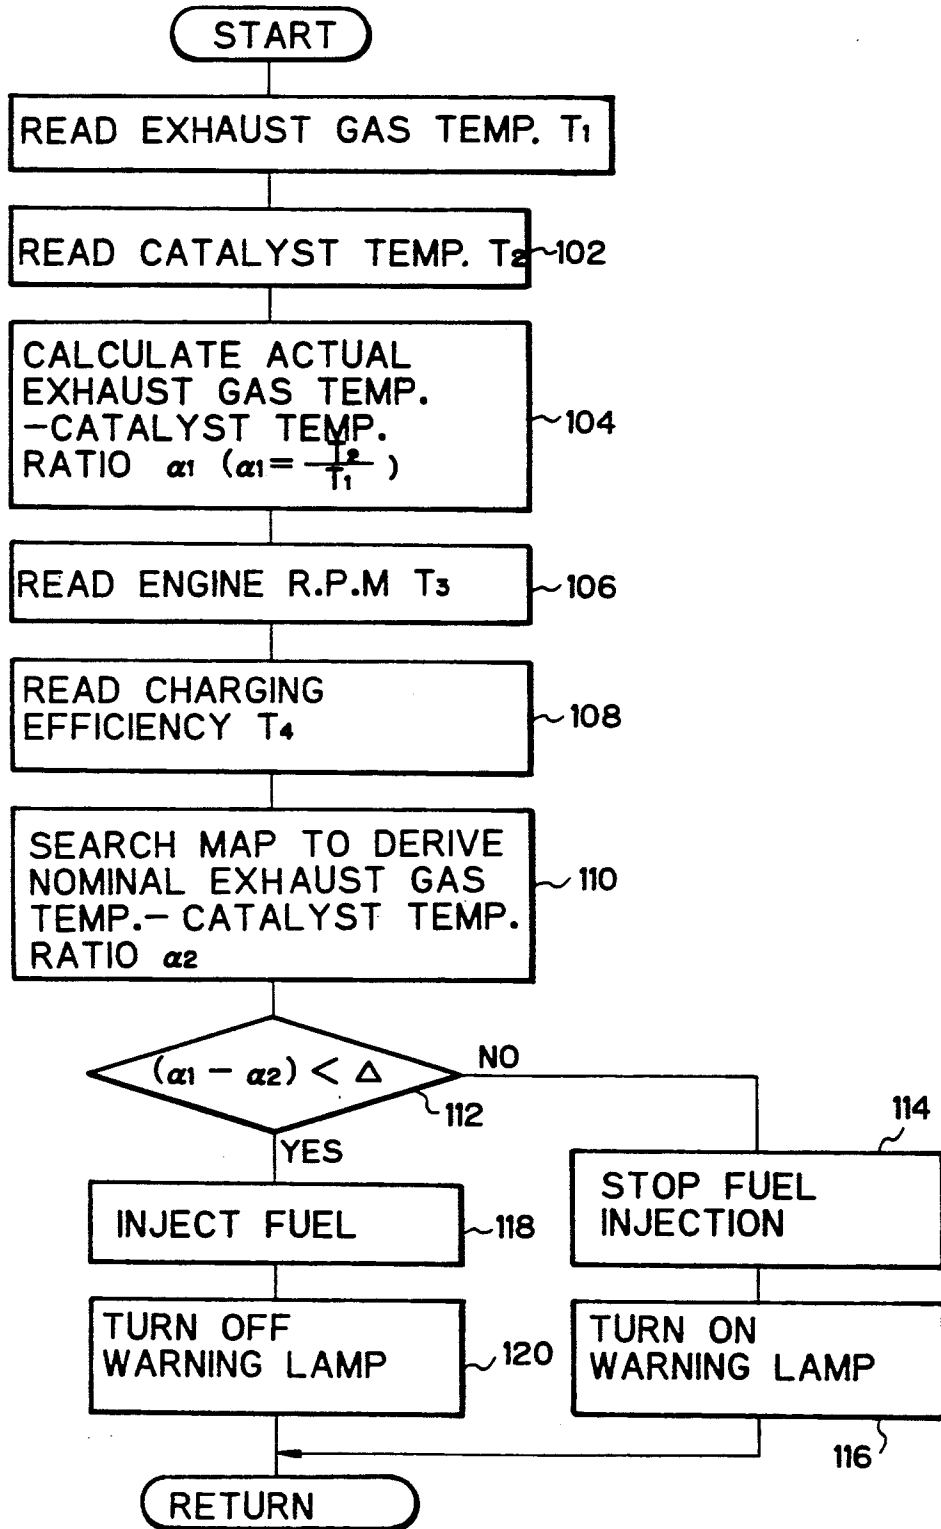 START
READ EXHAUST GAS TEMP. T1
READ CATALYST TEMP. T2
102
CALCULATE ACTUAL
EXHAUST GAS TEMP.
-CATALYST TEMP.
RATIO α1 (α1 = T2/T1)
104
READ ENGINE R.P.M T3
106
READ CHARGING
EFFICIENCY T4
108
SEARCH MAP TO DERIVE
NOMINAL EXHAUST GAS
TEMP.- CATALYST TEMP.
RATIO α2
110
(α1 - α2) < Δ
112
NO
YES
114
STOP FUEL
INJECTION
INJECT FUEL
118
TURN OFF
WARNING LAMP
120
TURN ON
WARNING LAMP
116
RETURN